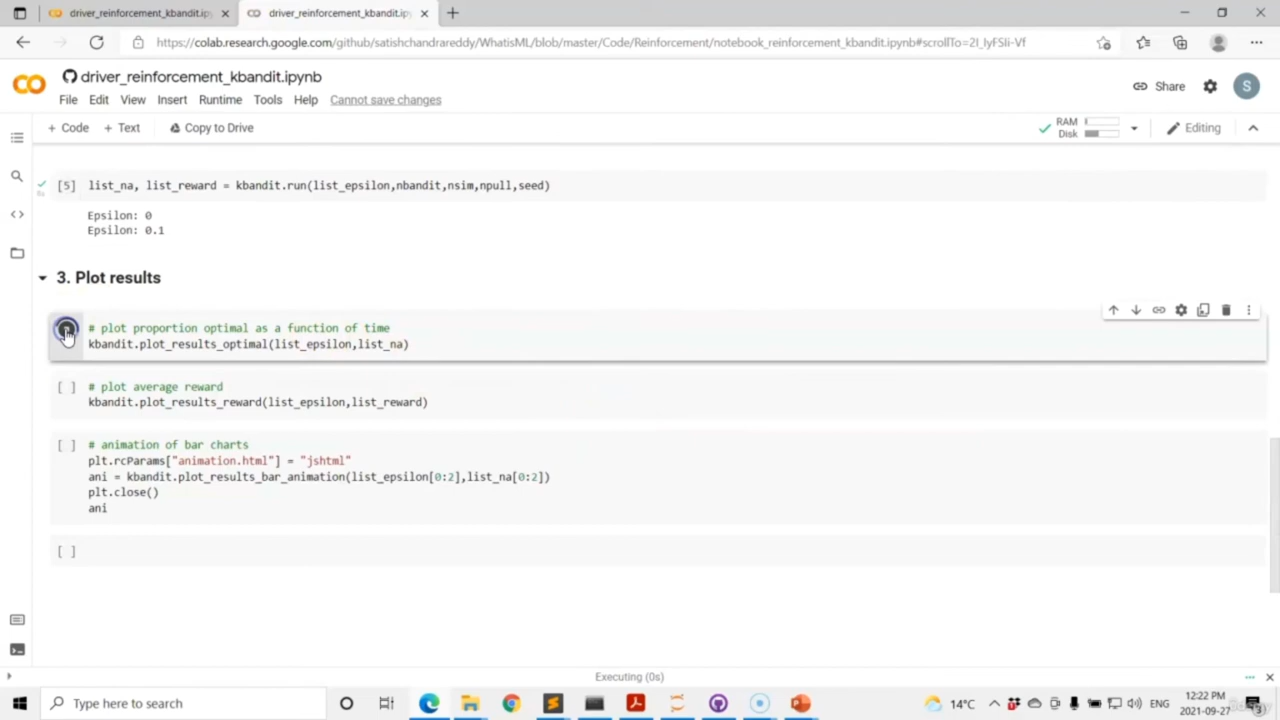 driver_reinforcement_kbandit.ipy
driver_reinforcement_kbandit.ipy
https://colab.research.google.com/github/satishchandrareddy/WhatisML/blob/master/Code/Reinforcement/notebook_reinforcement_kbandit.ipynb#scrollTo=2I_IyFSIi-Vf
driver_reinforcement_kbandit.ipynb
Share
S
File Edit View Insert Runtime Tools Help Cannot save changes
+ Code + Text Copy to Drive
RAM
Disk
Editing
[5] list_na, list_reward = kbandit.run(list_epsilon,nbandit,nsim,npull,seed)
Epsilon: 0
Epsilon: 0.1
3. Plot results
# plot proportion optimal as a function of time
kbandit.plot_results_optimal(list_epsilon,list_na)
[ ] # plot average reward
kbandit.plot_results_reward(list_epsilon,list_reward)
[ ] # animation of bar charts
plt.rcParams["animation.html"] = "jshtml"
ani = kbandit.plot_results_bar_animation(list_epsilon[0:2],list_na[0:2])
plt.close()
ani
[ ]
Executing (0s)
Type here to search
14°C
ENG
12:22 PM
2021-09-27